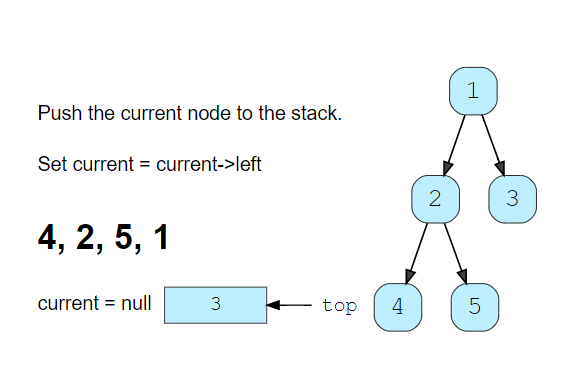 1
Push the current node to the stack.
Set current = current->left
2 3
4, 2, 5, 1
current = null 3 top 4 5